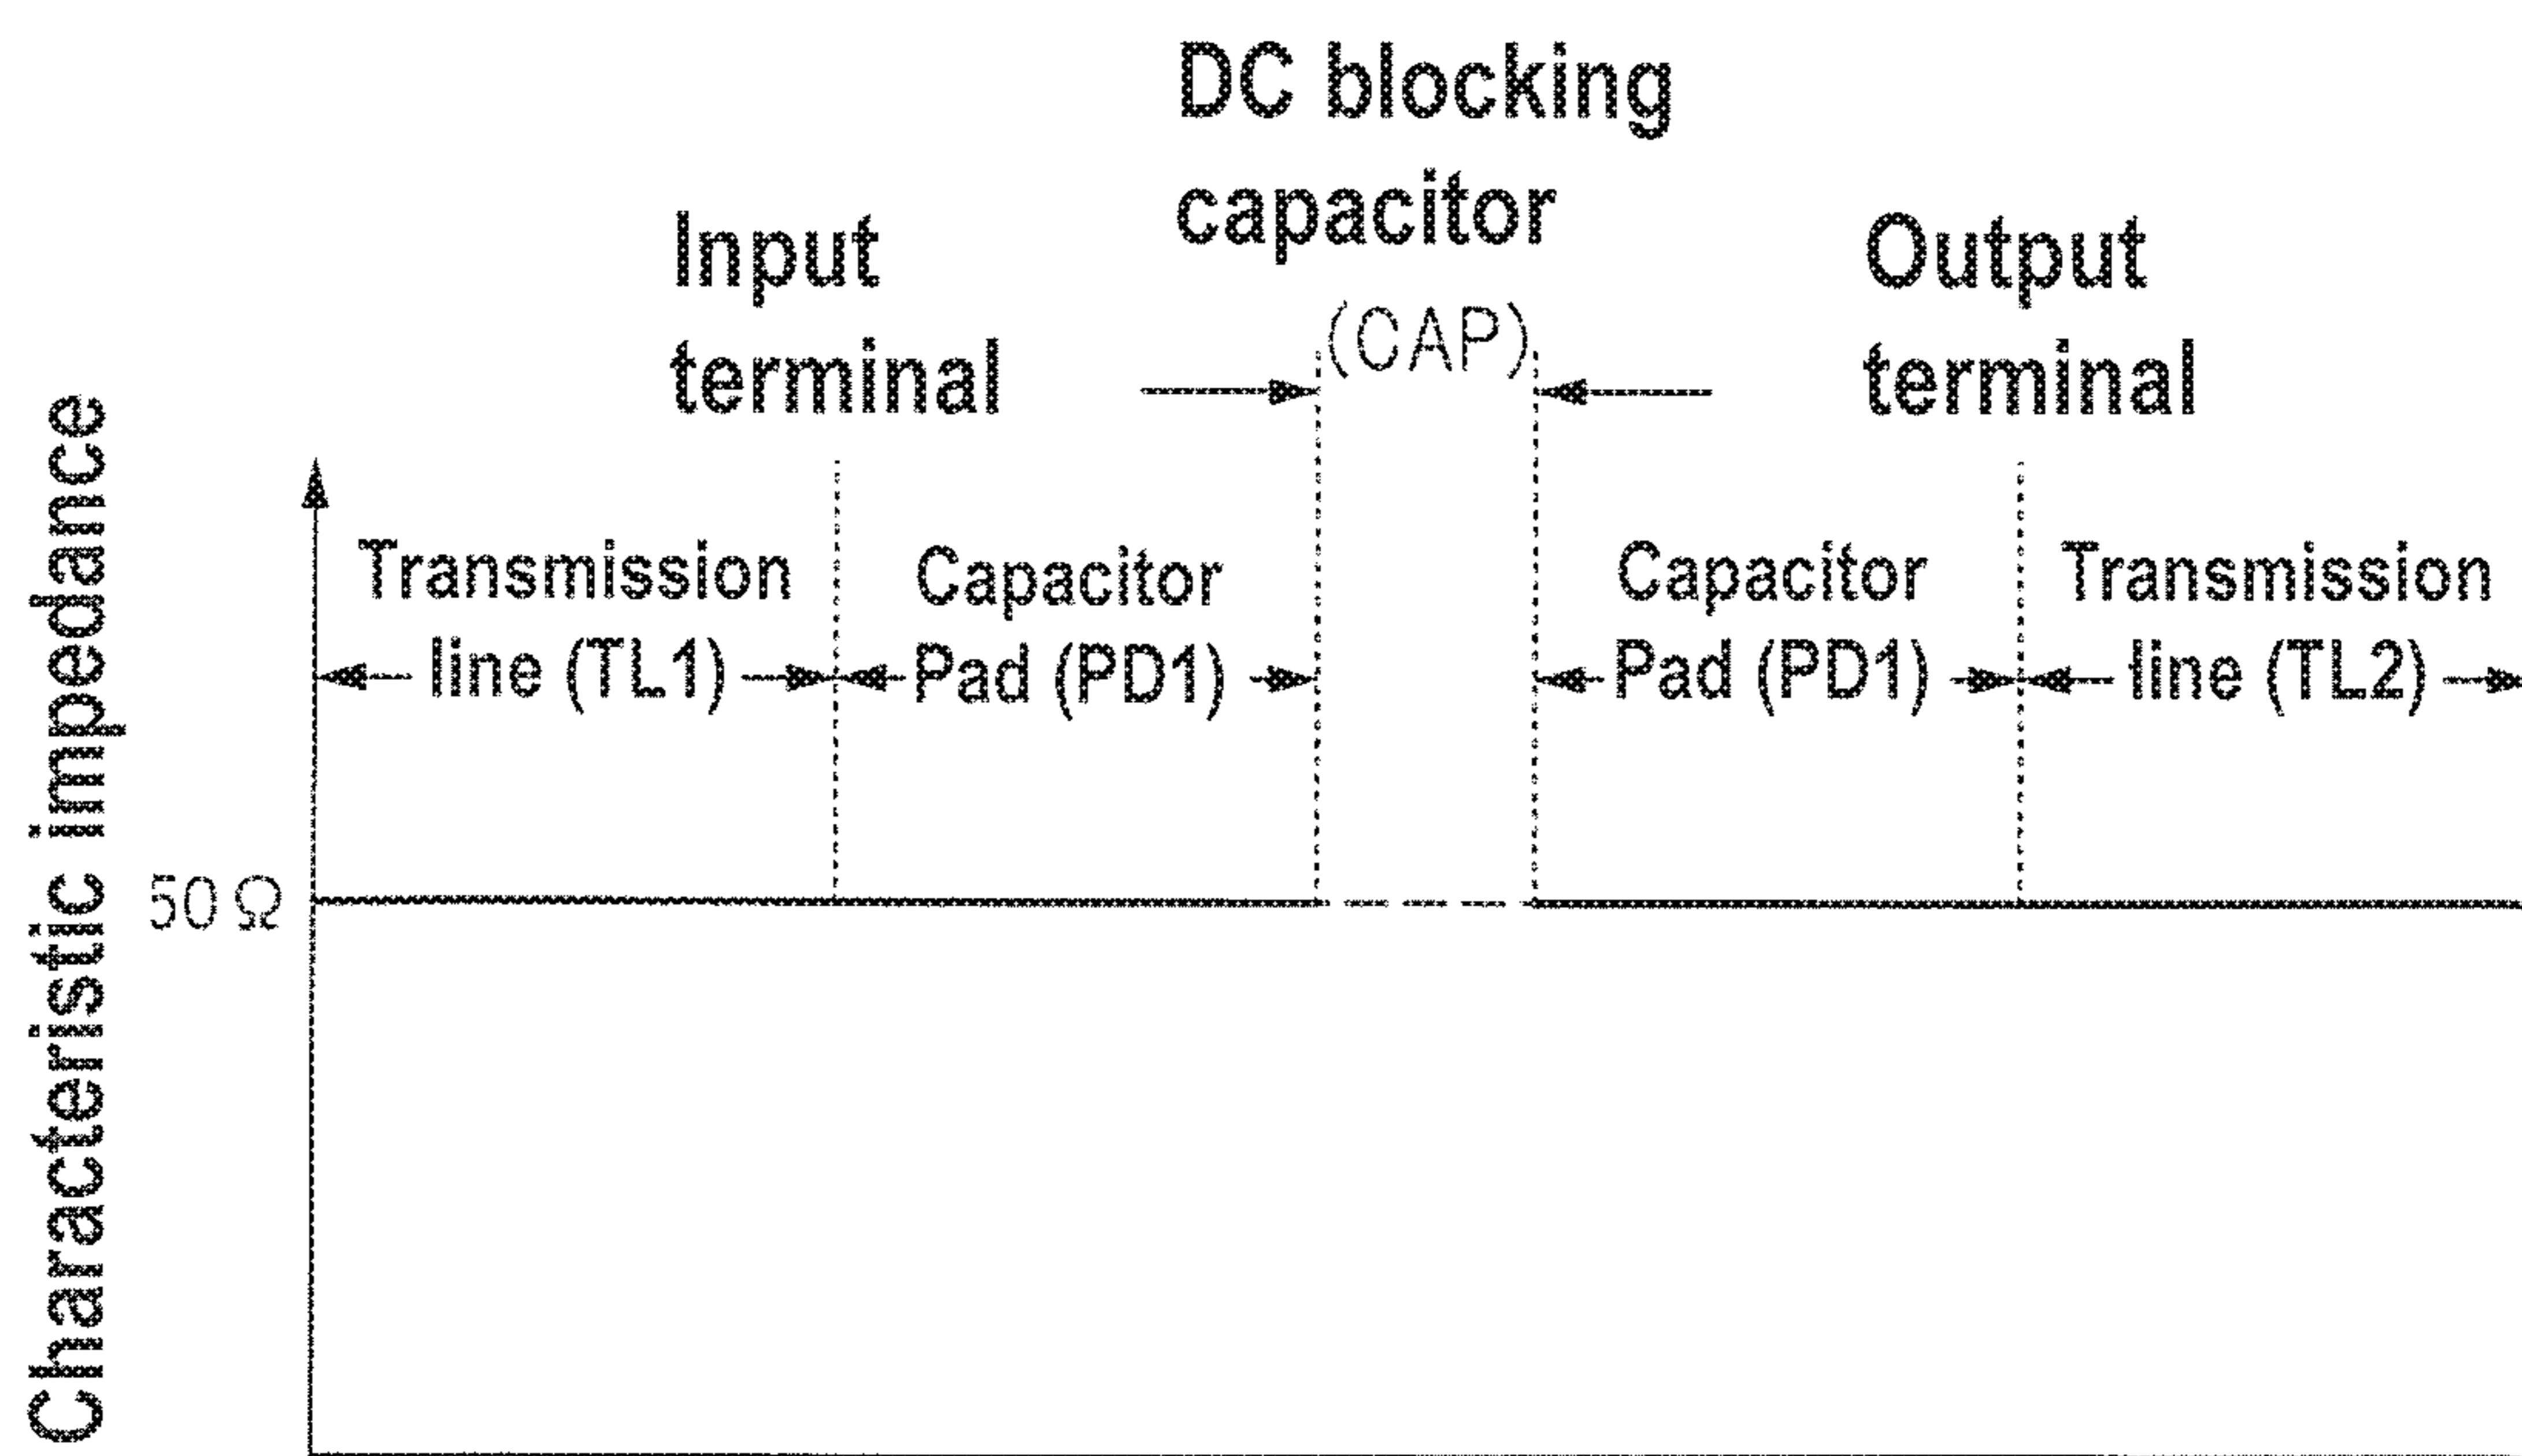 DC blocking
capacitor
(CAP)
Input
terminal
Output
terminal
Characteristic impedance
Transmission
line (TL1)
Capacitor
Pad (PD1)
Capacitor
Pad (PD1)
Transmission
line (TL2)
50 Ω